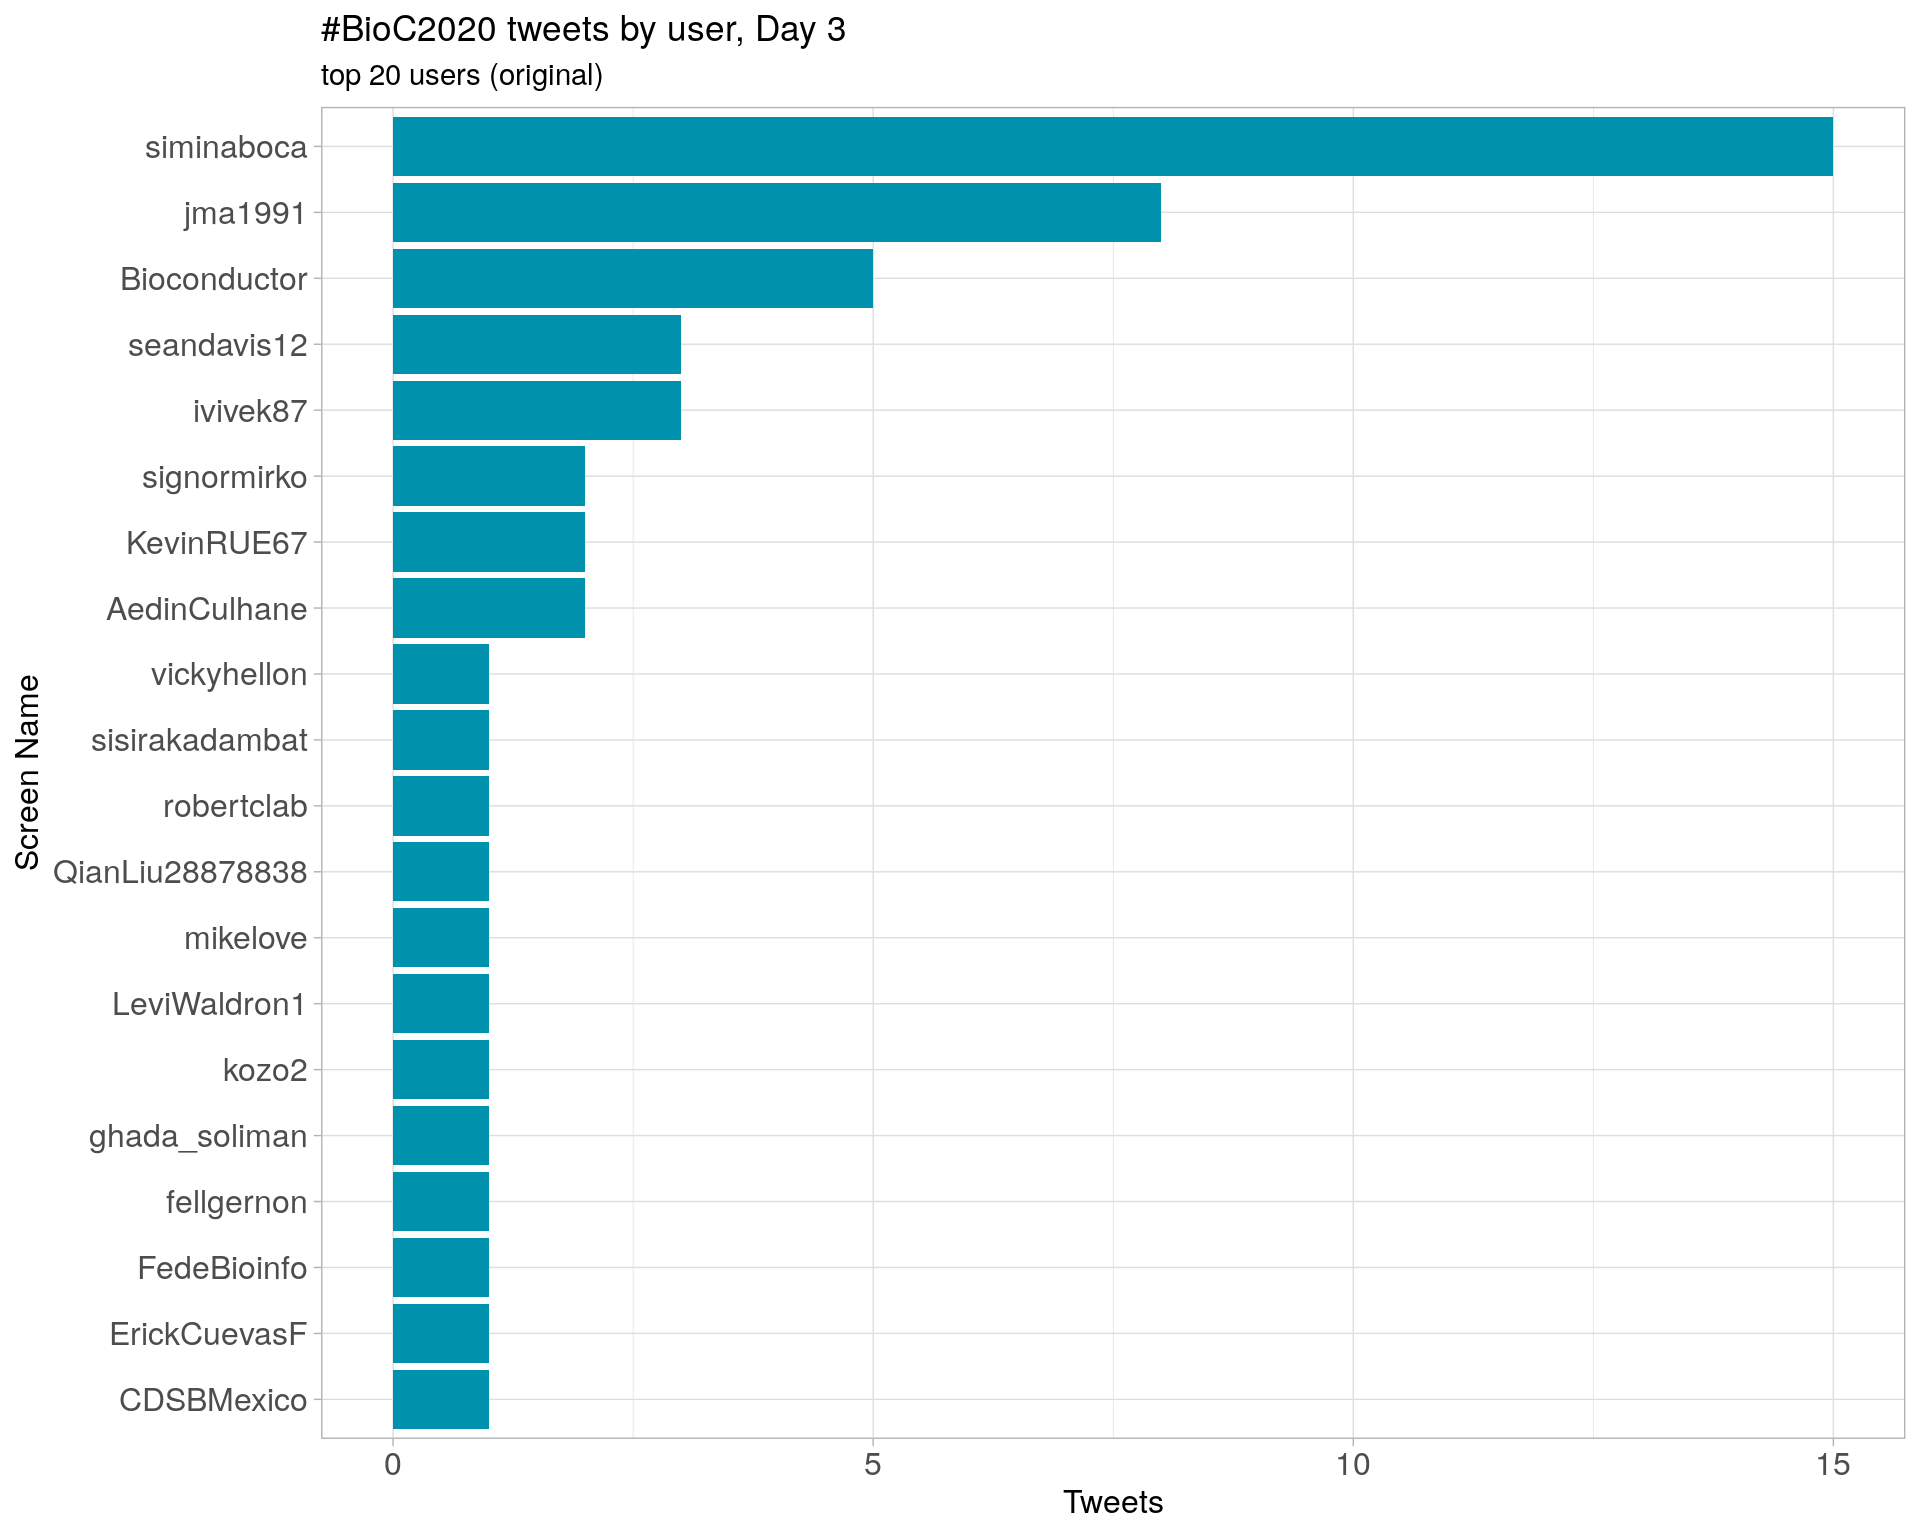 #BioC2020 tweets by user, Day 3
top 20 users (original)
siminaboca
jma1991
Bioconductor
seandavis12
ivivek87
signormirko
KevinRUE67
AedinCulhane
vickyhellon
sisirakadambat
robertclab
QianLiu28878838
mikelove
LeviWaldron1
kozo2
ghada_soliman
fellgernon
FedeBioinfo
ErickCuevasF
CDSBMexico
Screen Name
0 5 10 15
Tweets